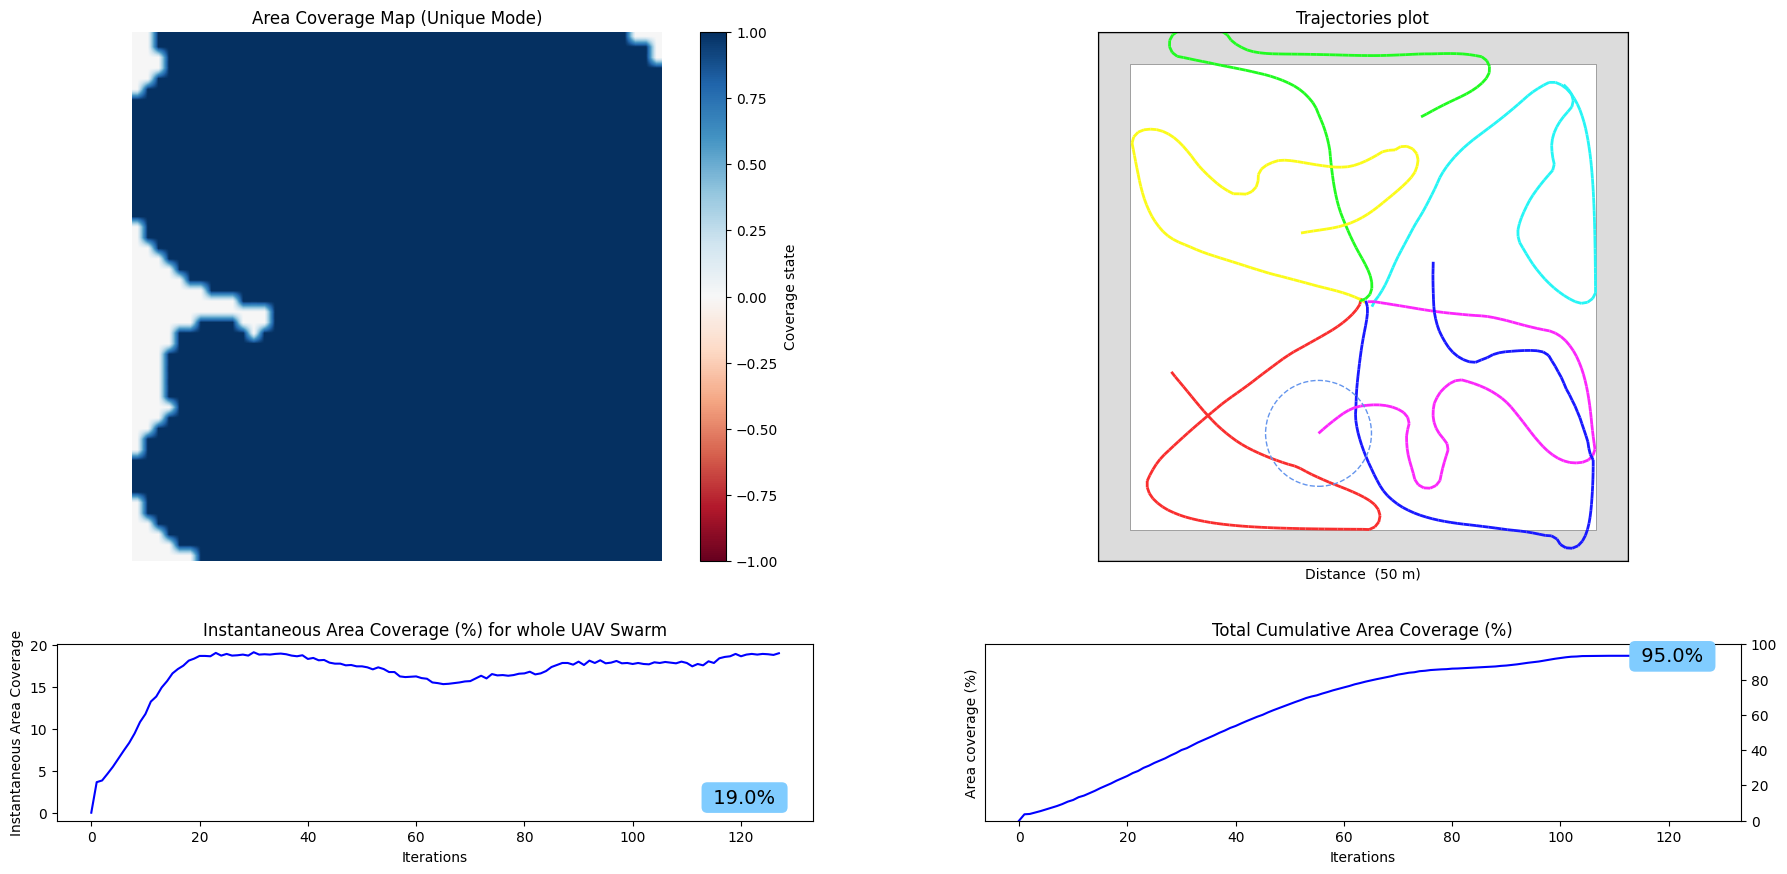 Area Coverage Map (Unique Mode)
1.00
0.75
0.50
0.25
0.00
−0.25
−0.50
−0.75
−1.00
Coverage state
Trajectories plot
Distance  (50 m)
Instantaneous Area Coverage (%) for whole UAV Swarm
Instantaneous Area Coverage
20
15
10
5
0
19.0%
0 20 40 60 80 100 120
Iterations
Total Cumulative Area Coverage (%)
Area coverage (%)
95.0%
100
80
60
40
20
0
0 20 40 60 80 100 120
Iterations